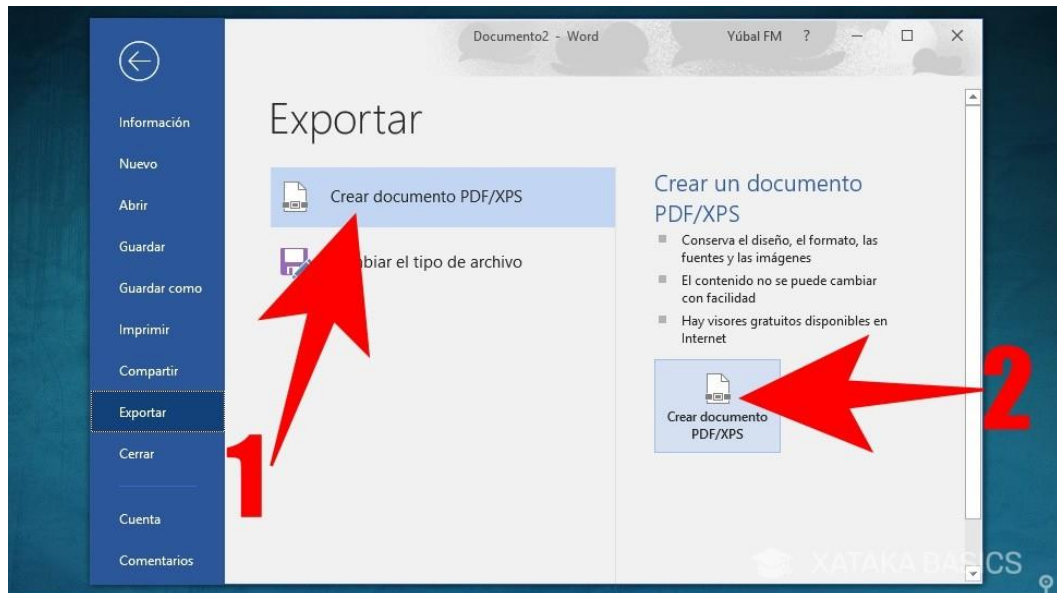 Documento2 - Word
Yúbal FM ?
Información
Nuevo
Abrir
Guardar
Guardar como
Imprimir
Compartir
Exportar
Cerrar
Cuenta
Comentarios
Exportar
Crear documento PDF/XPS
biar el tipo de archivo
Crear un documento
PDF/XPS
Conserva el diseño, el formato, las
fuentes y las imágenes
El contenido no se puede cambiar
con facilidad
Hay visores gratuitos disponibles en
Internet
Crear documento
PDF/XPS
1
2
XATAKA BASICS